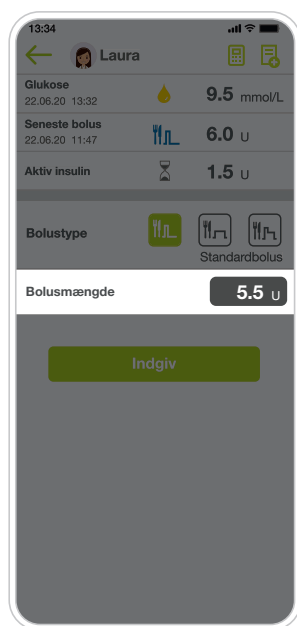 13:34
Laura
Glukose
22.06.20 13:32
9.5 mmol/L
Seneste bolus
22.06.20 11:47
6.0 U
Aktiv insulin
1.5 U
Bolustype
Standardbolus
Bolusmængde
5.5 U
Indgiv